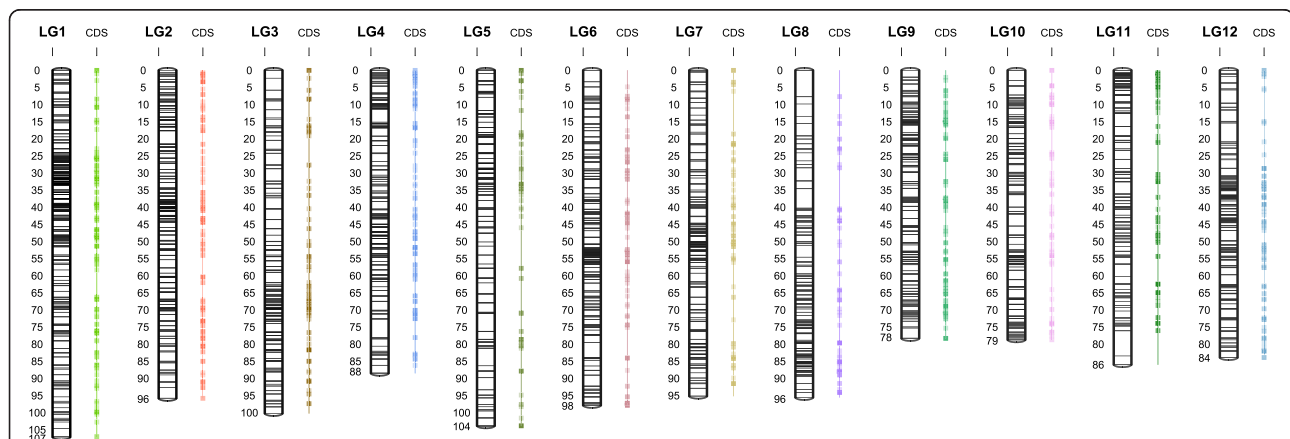 LG1 CDS LG2 CDS LG3 CDS LG4 CDS LG5 CDS LG6 CDS LG7 CDS LG8 CDS LG9 CDS LG10 CDS LG11 CDS LG12 CDS
0 0 0 0 0 0 0 0 0 0 0 0
5 5 5 5 5 5 5 5 5 5 5 5
10 10 10 10 10 10 10 10 10 10 10 10
15 15 15 15 15 15 15 15 15 15 15 15
20 20 20 20 20 20 20 20 20 20 20 20
25 25 25 25 25 25 25 25 25 25 25 25
30 30 30 30 30 30 30 30 30 30 30 30
35 35 35 35 35 35 35 35 35 35 35 35
40 40 40 40 40 40 40 40 40 40 40 40
45 45 45 45 45 45 45 45 45 45 45 45
50 50 50 50 50 50 50 50 50 50 50 50
55 55 55 55 55 55 55 55 55 55 55 55
60 60 60 60 60 60 60 60 60 60 60 60
65 65 65 65 65 65 65 65 65 65 65 65
70 70 70 70 70 70 70 70 70 70 70 70
75 75 75 75 75 75 75 75 75 75 75 75
78 79
80 80 80 80 80 80 80 80 80 80
84
85 85 85 85 85 85 85 85
86
88
90 90 90 90 90 90 90
95 95 95 95 95
96 96
98
100 100 100
104
105
107